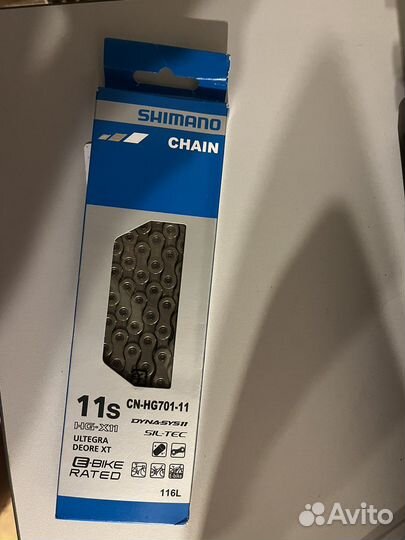 SHIMANO
CHAIN
11s
CN-HG701-11
HG-X11
DYNA-SYS11
SIL-TEC
ULTEGRA
DEORE XT
E-BIKE
RATED
116L
Avito